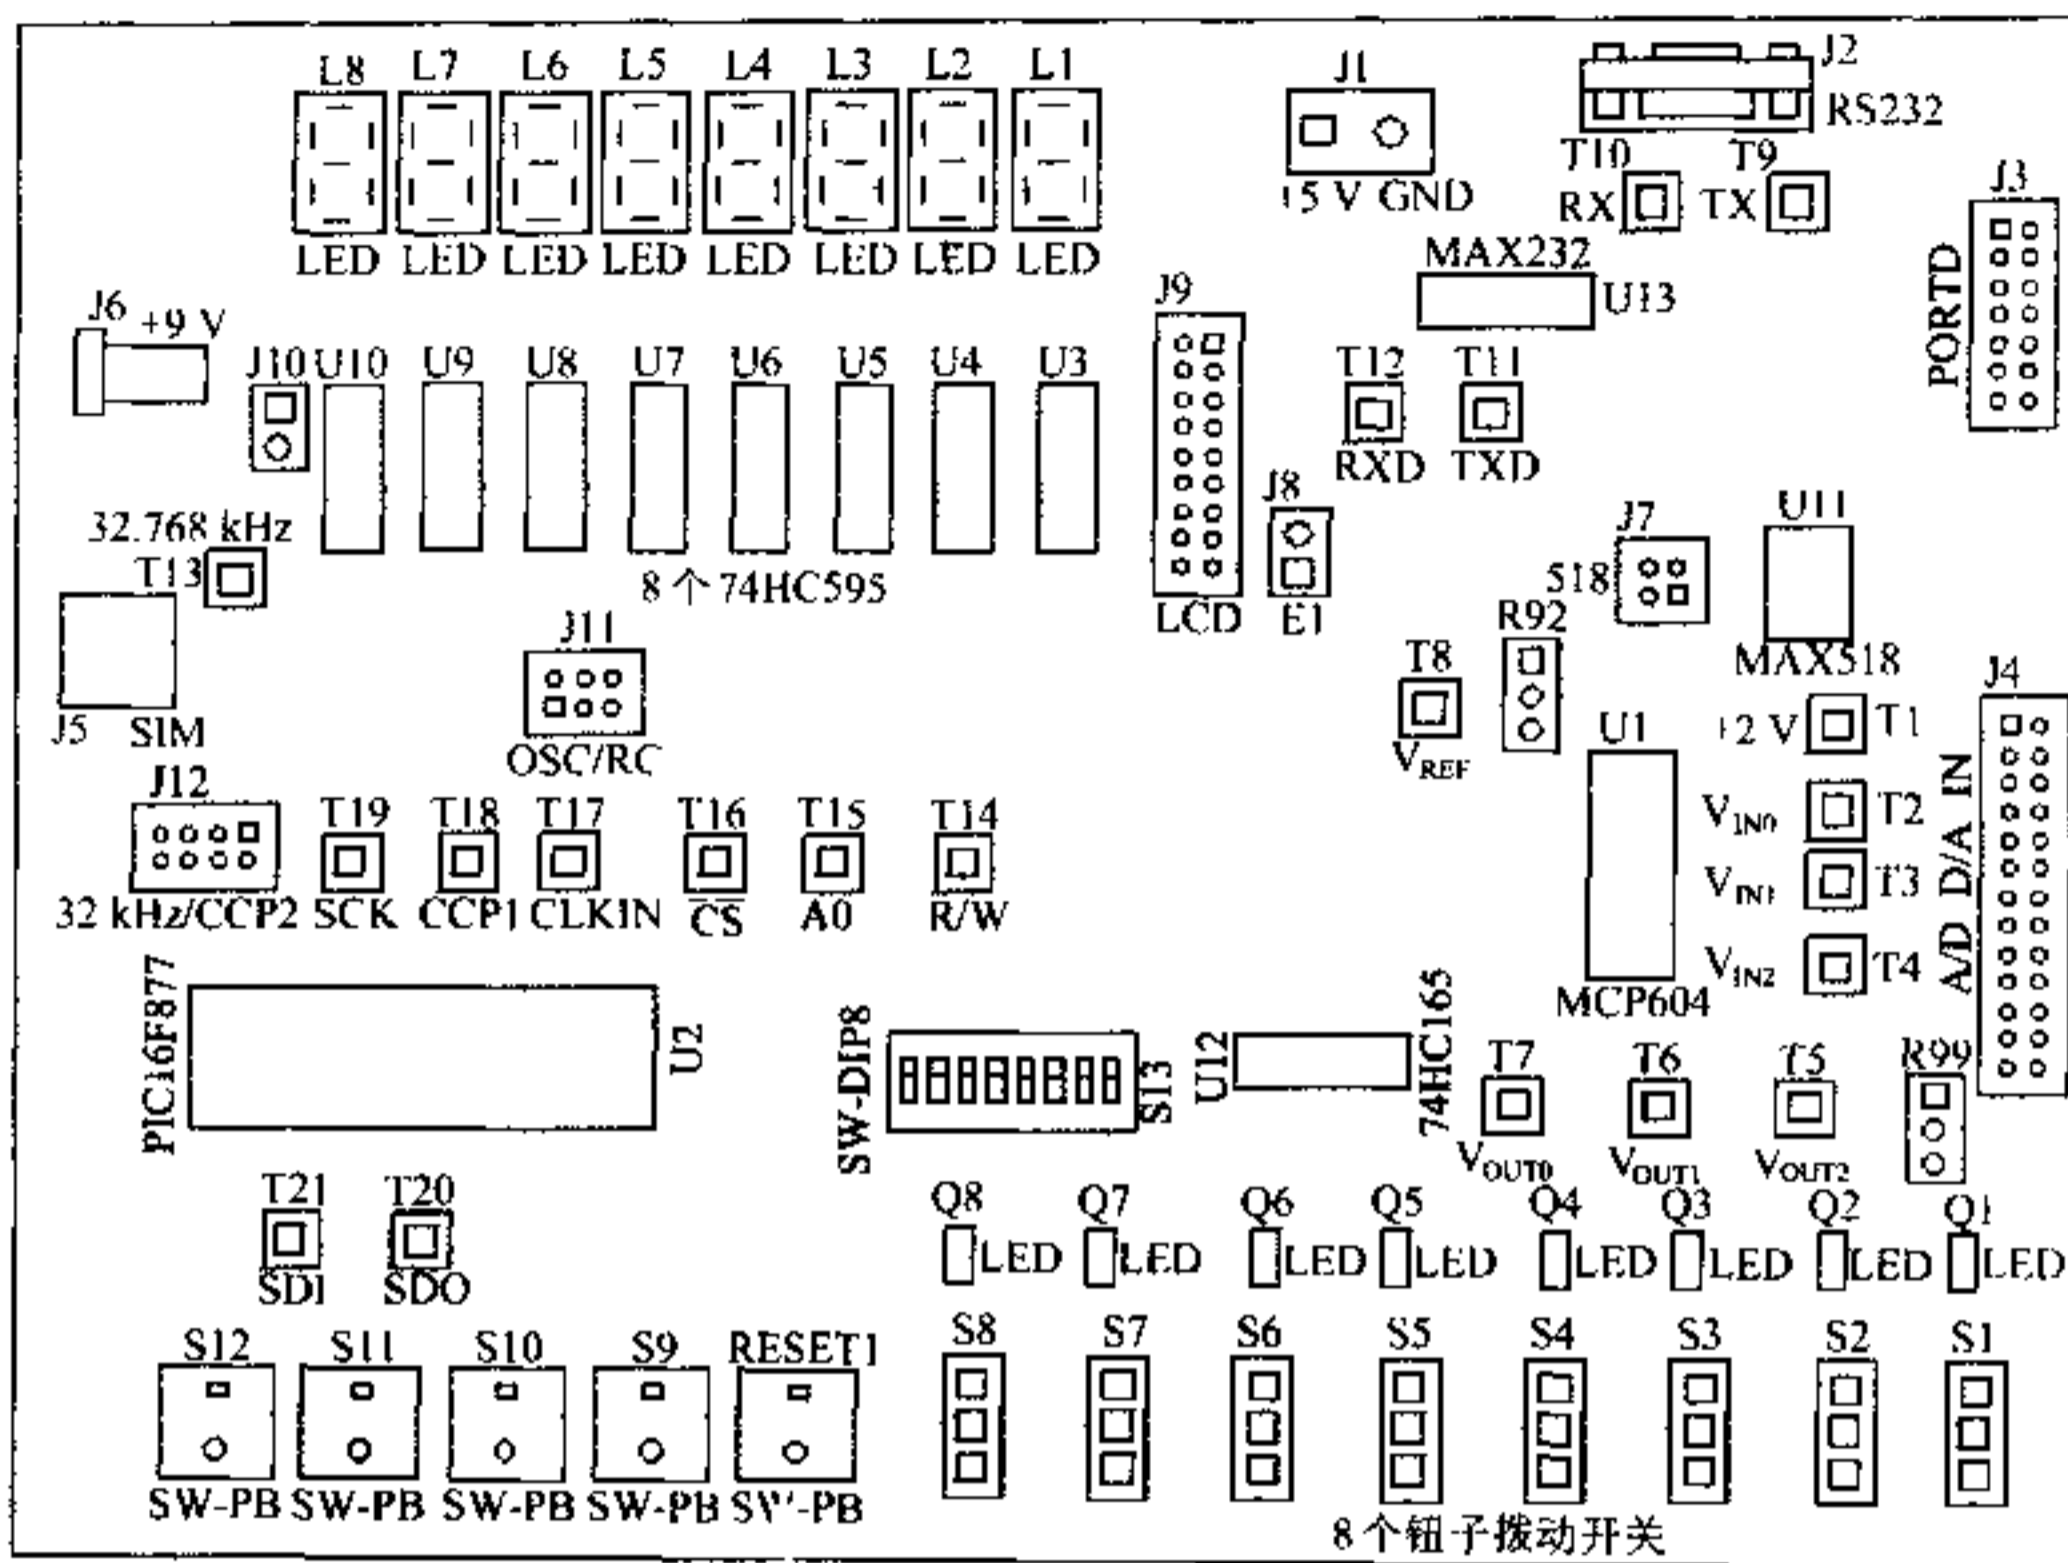 L8 L7 L6 L5 L4 L3 L2 L1
LED LED LED LED LED LED LED LED
J1
+5 V GND
J2
RS232
T10 T9
RX TX
J3
PORTD
MAX232
U13
J6 +9 V
J10 U10 U9 U8 U7 U6 U5 U4 U3
J9
T12 T11
RXD TXD
32.768 kHz
T13
8个74HC595
LCD
J8
E1
J7
518
U11
MAX518
R92
T8
VREF
J5 SIM
J11
OSC/RC
U1
MCP604
+2 V T1
VIN0 T2
VIN1 T3
VIN2 T4
J4
A/D D/A IN
J12 T19 T18 T17 T16 T15 T14
32 kHz/CCP2 SCK CCP1 CLKIN C̅S̅ A0 R/W
PIC16F877
U2
SW-DIP8
S13
U12
74HC165
T7 T6 T5 R99
VOUT0 VOUT1 VOUT2
T21 T20
SDI SDO
Q8 Q7 Q6 Q5 Q4 Q3 Q2 Q1
LED LED LED LED LED LED LED LED
S12 S11 S10 S9 RESET1 S8 S7 S6 S5 S4 S3 S2 S1
SW-PB SW-PB SW-PB SW-PB SW-PB
8个钮子拨动开关